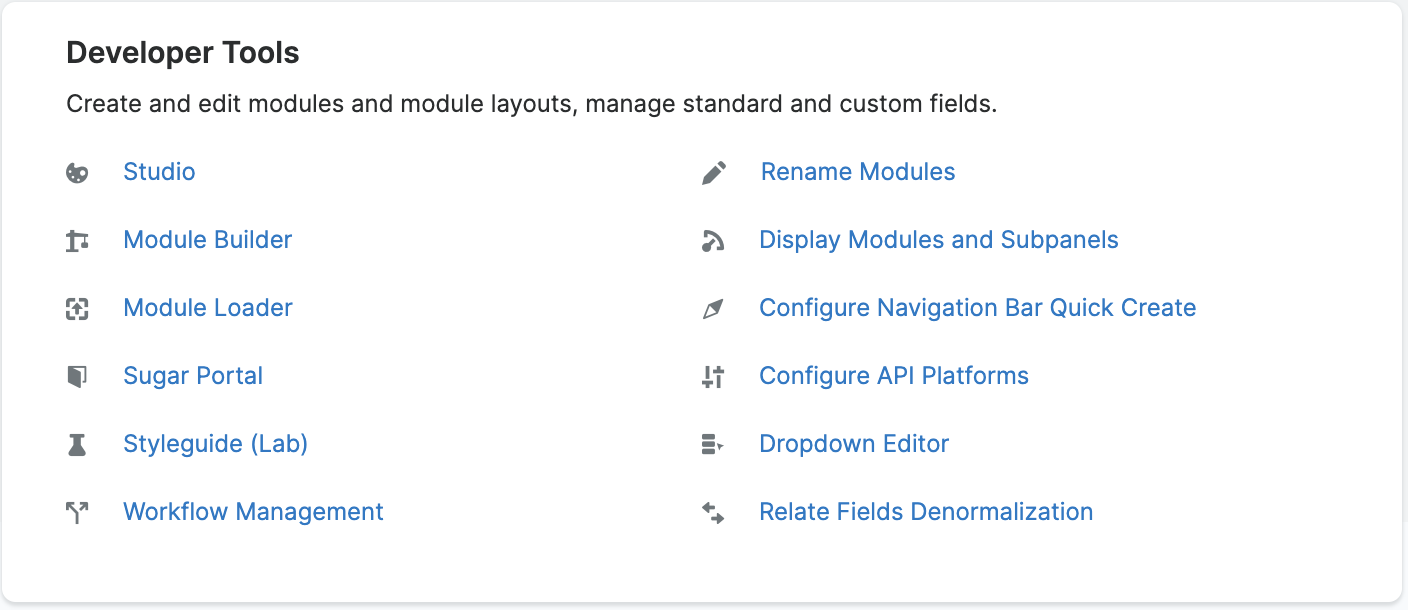 Developer Tools
Create and edit modules and module layouts, manage standard and custom fields.
Studio
Rename Modules
Module Builder
Display Modules and Subpanels
Module Loader
Configure Navigation Bar Quick Create
Sugar Portal
Configure API Platforms
Styleguide (Lab)
Dropdown Editor
Workflow Management
Relate Fields Denormalization